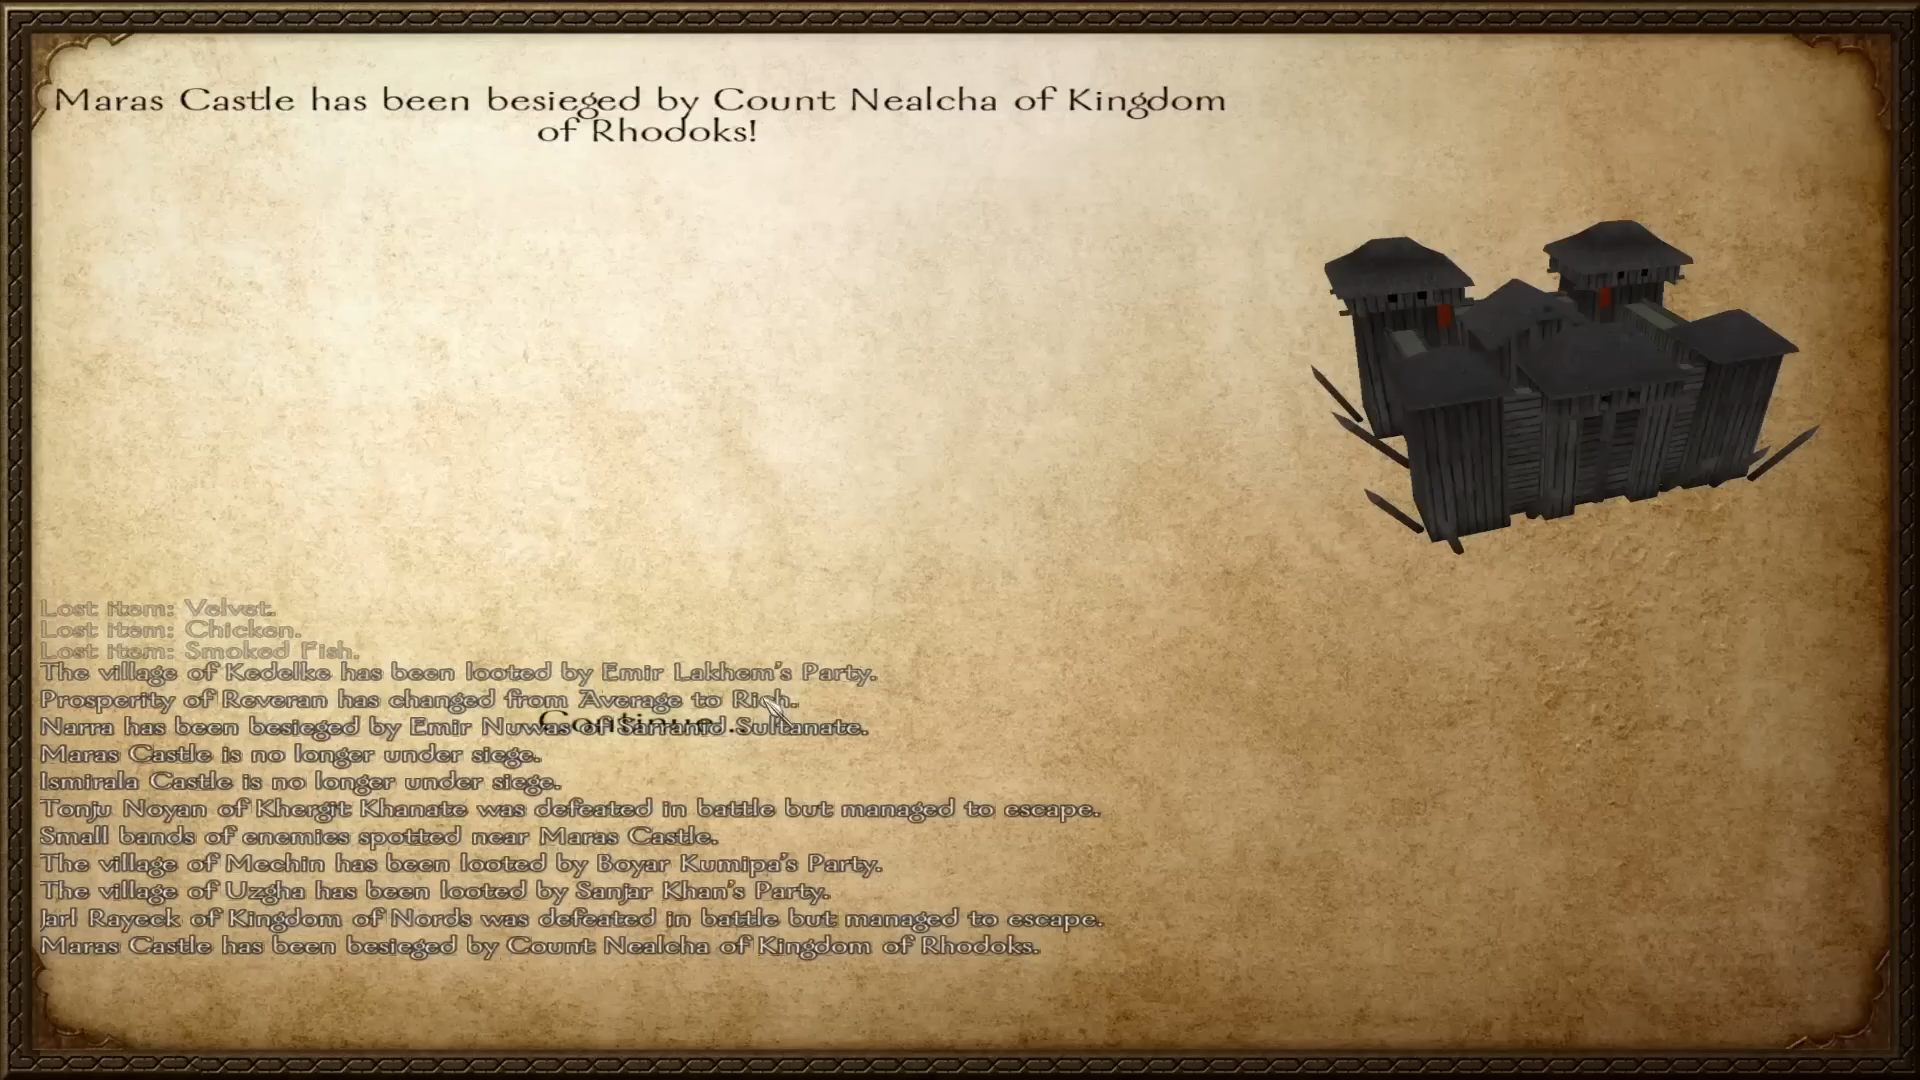 Maras Castle has been besieged by Count Nealcha of Kingdom
of Rhodoks!
Lost item: Velvet.
Lost item: Chicken.
Lost item: Smoked Fish.
The village of Kedelke has been looted by Emir Lakhem's Party.
Prosperity of Reveran has changed from Average to Rich.
Continue...
Narra has been besieged by Emir Nuwas of Sarranid Sultanate.
Maras Castle is no longer under siege.
Ismirala Castle is no longer under siege.
Tonju Noyan of Khergit Khanate was defeated in battle but managed to escape.
Small bands of enemies spotted near Maras Castle.
The village of Mechin has been looted by Boyar Kumipa's Party.
The village of Uzgha has been looted by Sanjar Khan's Party.
Jarl Rayeck of Kingdom of Nords was defeated in battle but managed to escape.
Maras Castle has been besieged by Count Nealcha of Kingdom of Rhodoks.